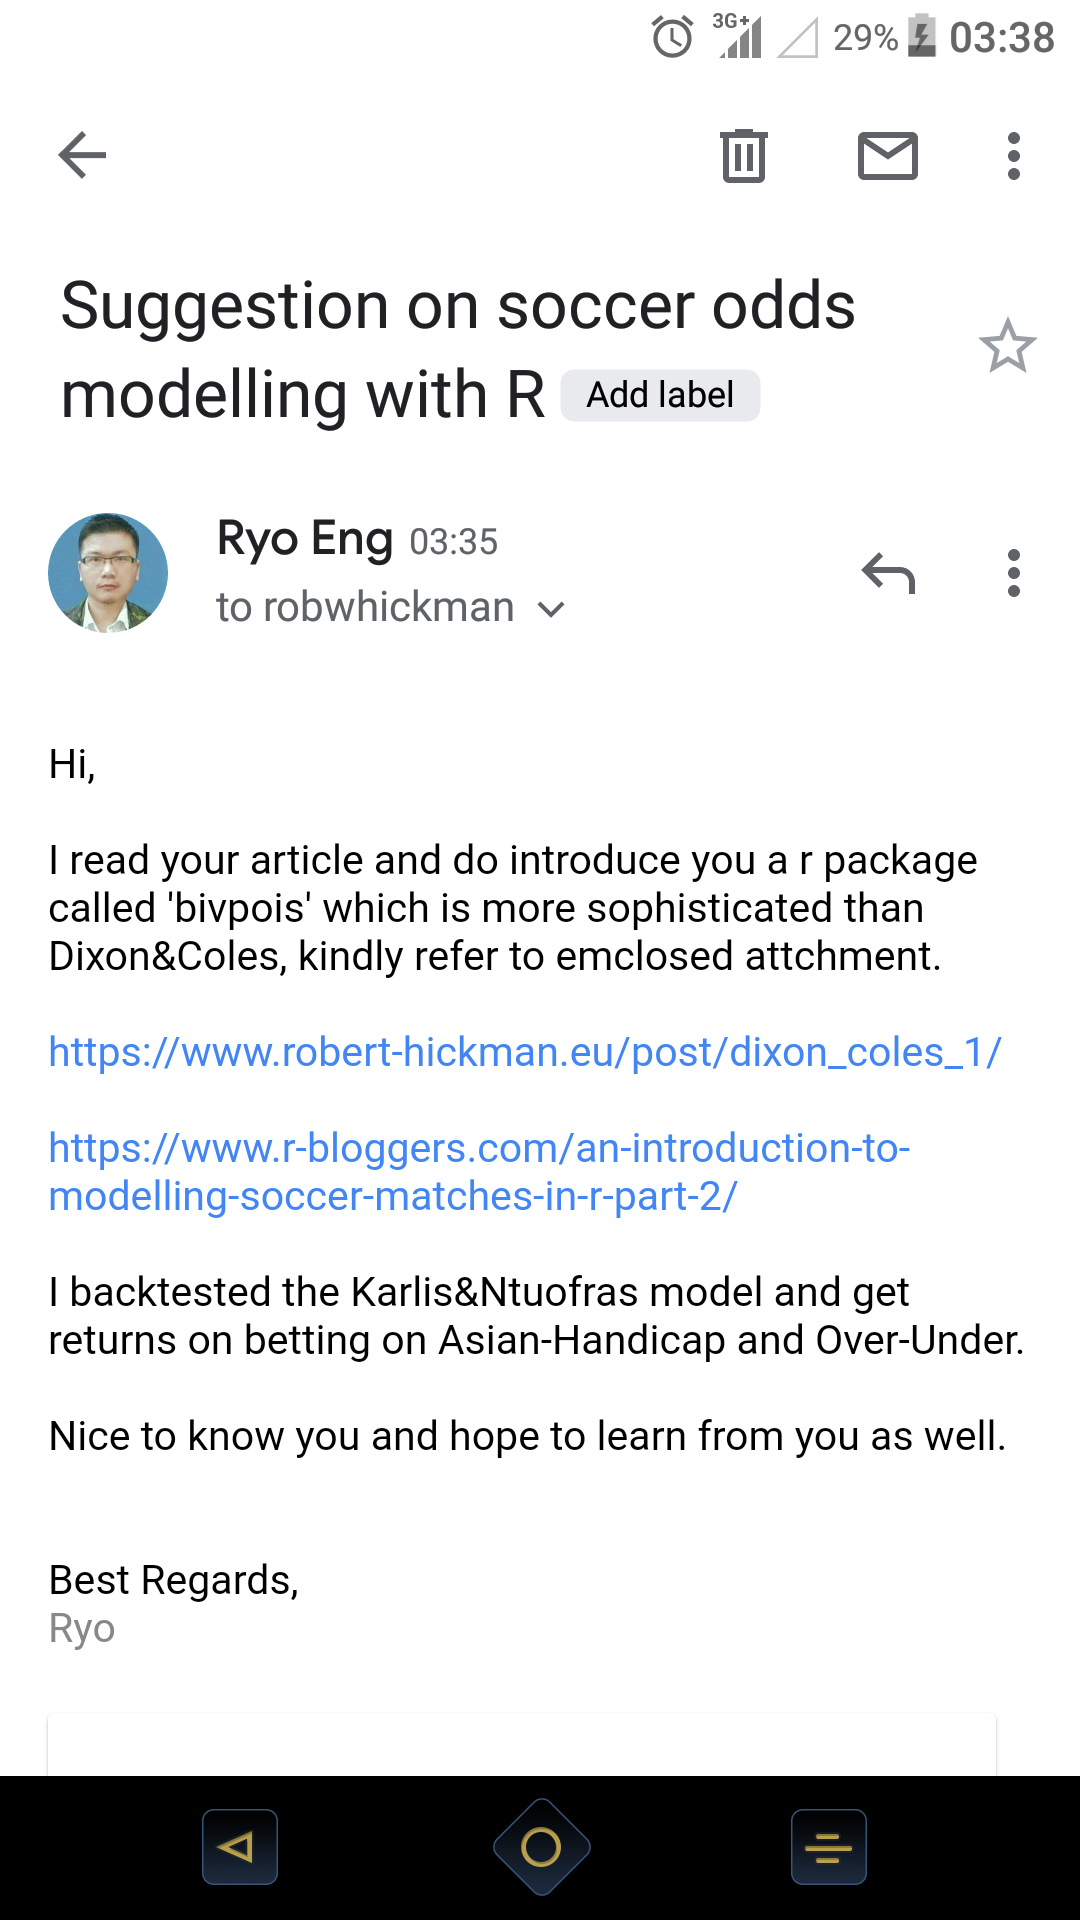 3G+ 29% 03:38
Suggestion on soccer odds
modelling with R Add label
Ryo Eng 03:35
to robwhickman
Hi,
I read your article and do introduce you a r package
called 'bivpois' which is more sophisticated than
Dixon&Coles, kindly refer to emclosed attchment.
https://www.robert-hickman.eu/post/dixon_coles_1/
https://www.r-bloggers.com/an-introduction-to-
modelling-soccer-matches-in-r-part-2/
I backtested the Karlis&Ntuofras model and get
returns on betting on Asian-Handicap and Over-Under.
Nice to know you and hope to learn from you as well.
Best Regards,
Ryo